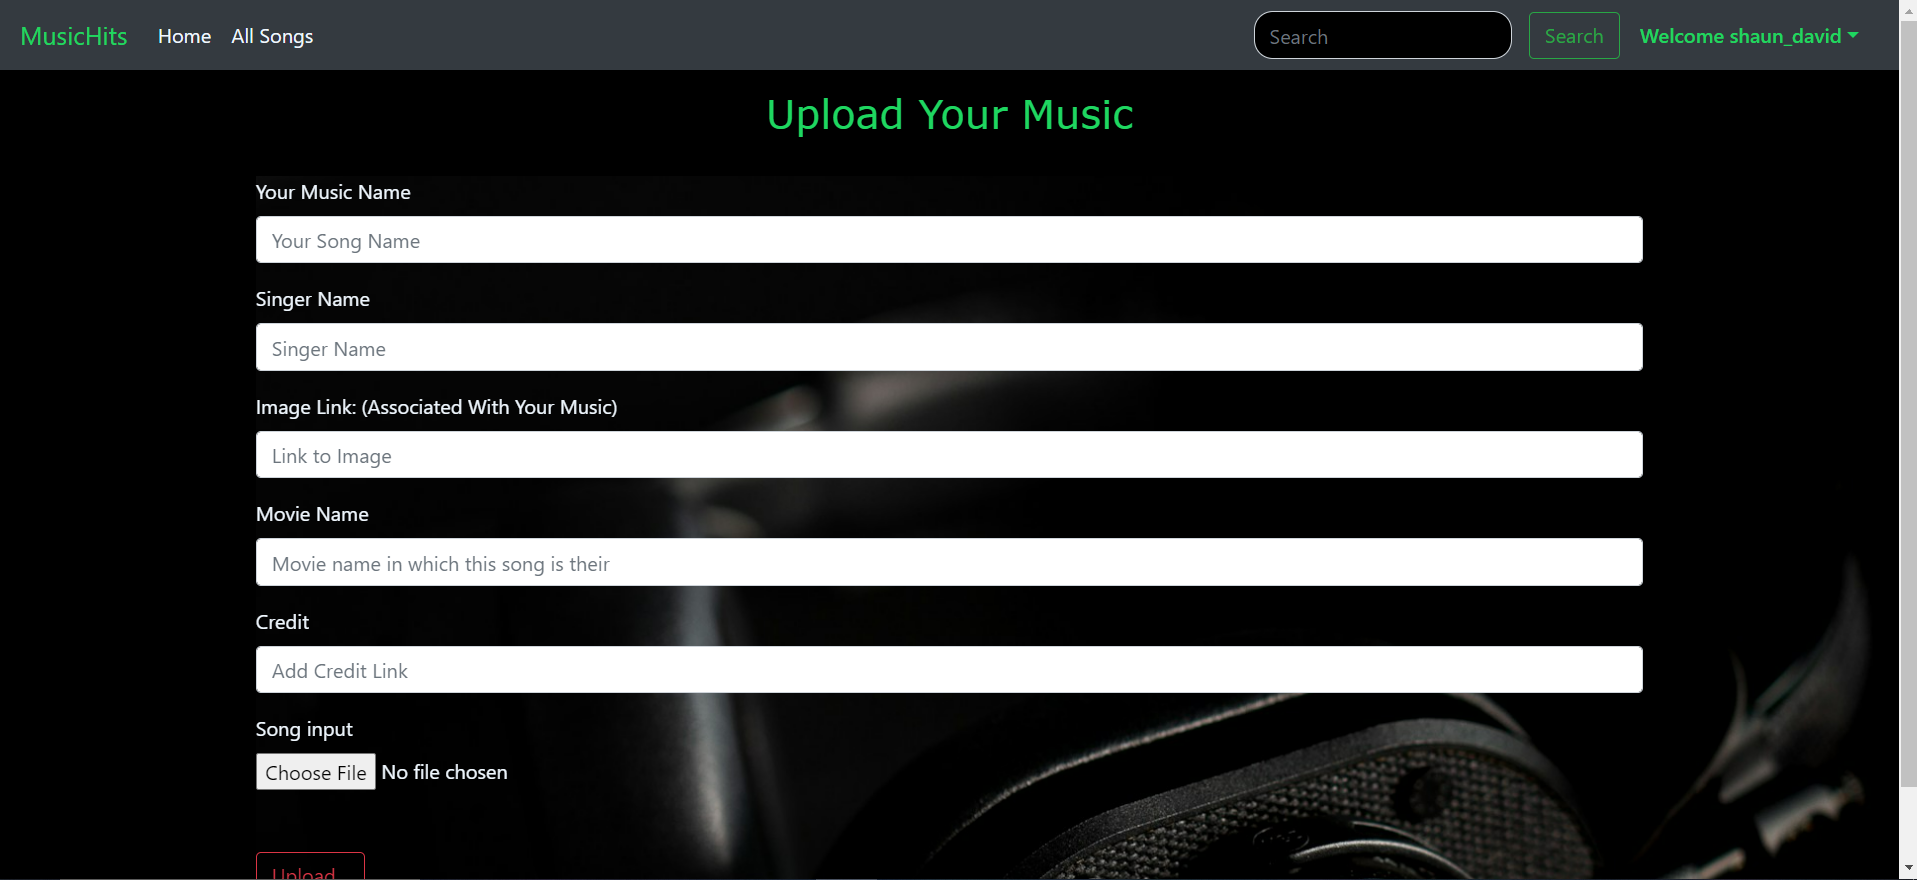 MusicHits Home All Songs Search Search Welcome shaun_david
Upload Your Music
Your Music Name
Your Song Name
Singer Name
Singer Name
Image Link: (Associated With Your Music)
Link to Image
Movie Name
Movie name in which this song is their
Credit
Add Credit Link
Song input
Choose File No file chosen
Upload